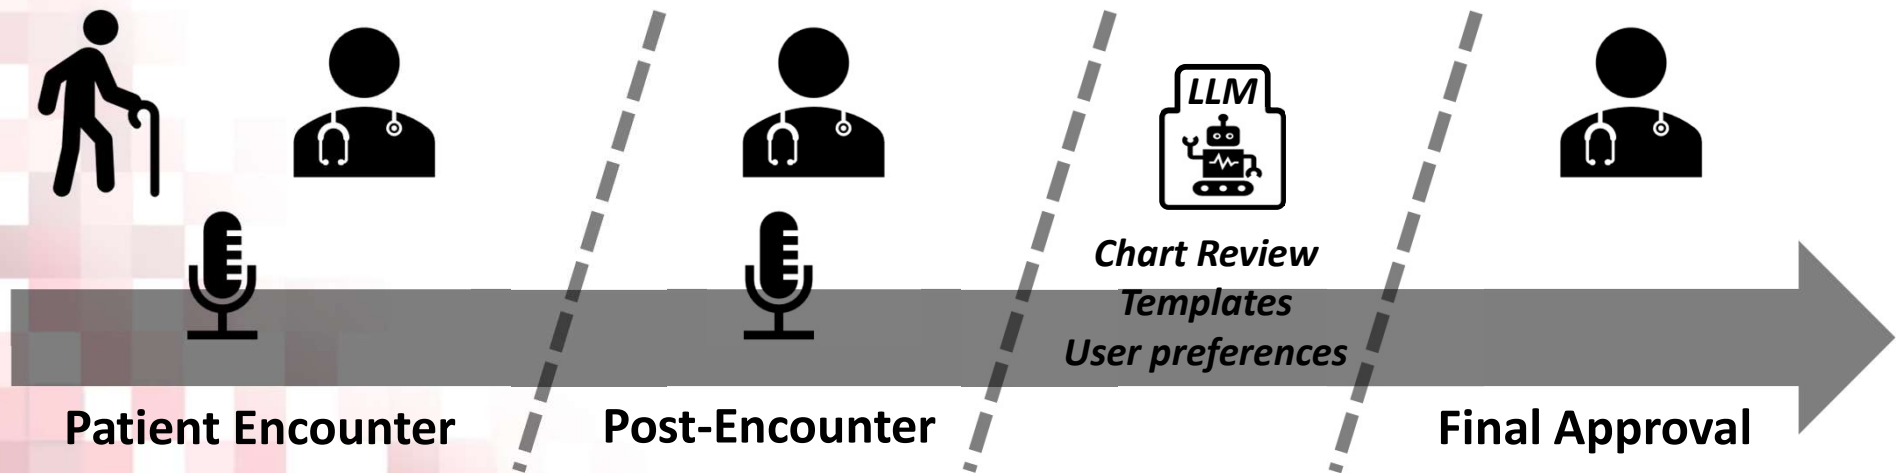 LLM
Chart Review
Templates
User preferences
Patient Encounter
Post-Encounter
Final Approval